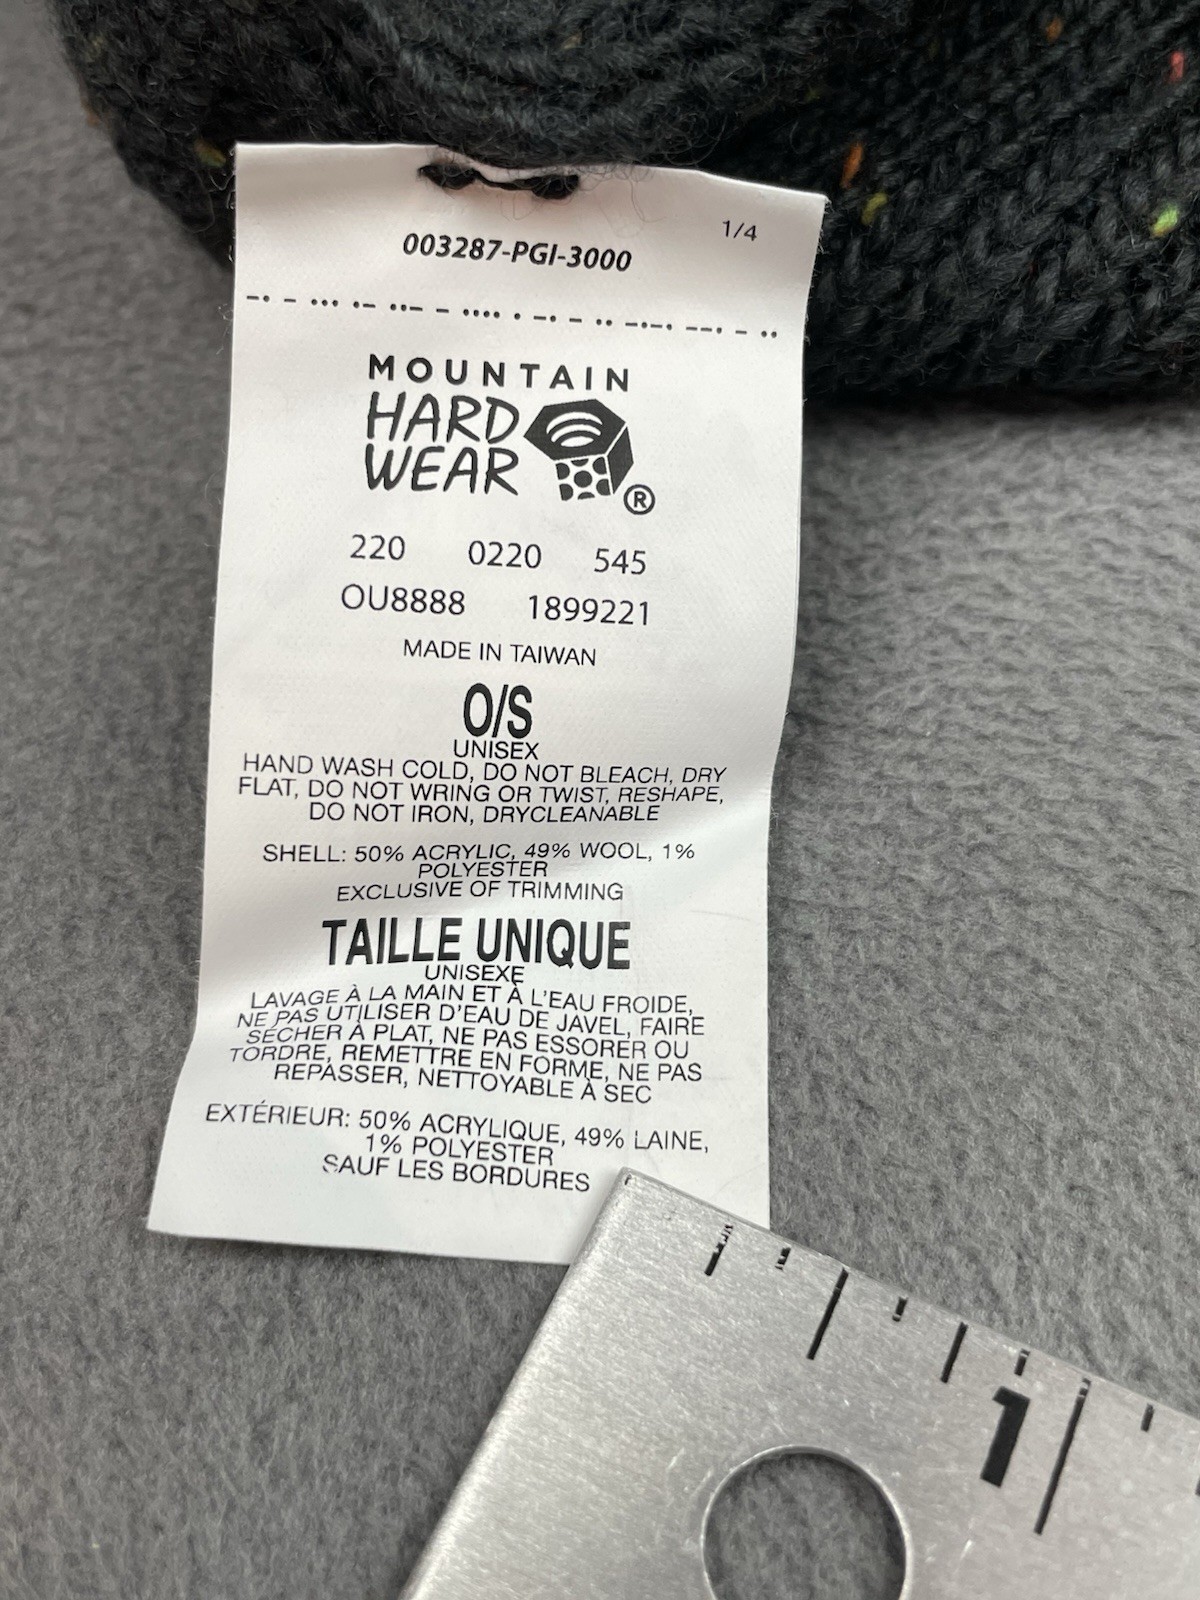 1/4
003287-PGI-3000
-. - ... .- ..- - .... . -. - .. -.-. --. - ..
MOUNTAIN
HARD
WEAR ®
220 0220 545
OU8888 1899221
MADE IN TAIWAN
O/S
UNISEX
HAND WASH COLD, DO NOT BLEACH, DRY
FLAT, DO NOT WRING OR TWIST, RESHAPE,
DO NOT IRON, DRYCLEANABLE
SHELL: 50% ACRYLIC, 49% WOOL, 1%
POLYESTER
EXCLUSIVE OF TRIMMING
TAILLE UNIQUE
UNISEXE
LAVAGE À LA MAIN ET À L'EAU FROIDE,
NE PAS UTILISER D'EAU DE JAVEL, FAIRE
SÉCHER À PLAT, NE PAS ESSORER OU
TORDRE, REMETTRE EN FORME, NE PAS
REPASSER, NETTOYABLE À SEC
EXTÉRIEUR: 50% ACRYLIQUE, 49% LAINE,
1% POLYESTER
SAUF LES BORDURES
1